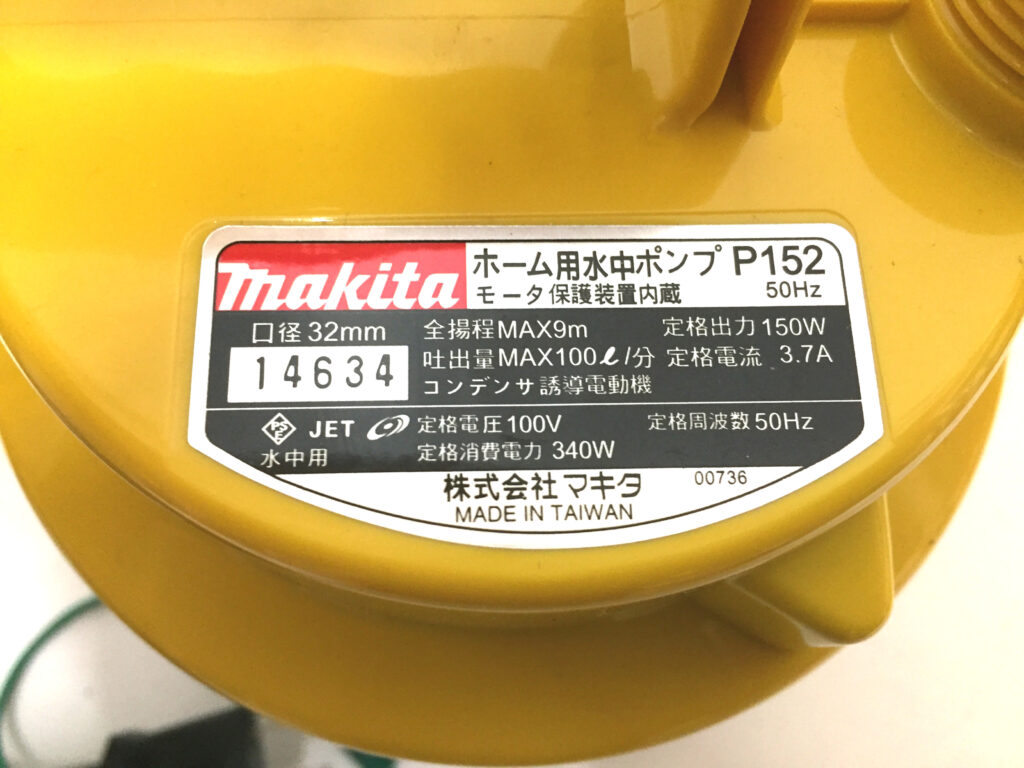 makita
ホーム用水中ポンプ P152
モータ保護装置内蔵 50Hz
口径 32mm 全揚程MAX9m 定格出力 150W
14634 吐出量MAX100ℓ/分 定格電流 3.7A
コンデンサ誘導電動機
PSE JET 定格電圧 100V 定格周波数 50Hz
水中用 定格消費電力 340W
株式会社 マキタ 00736
MADE IN TAIWAN